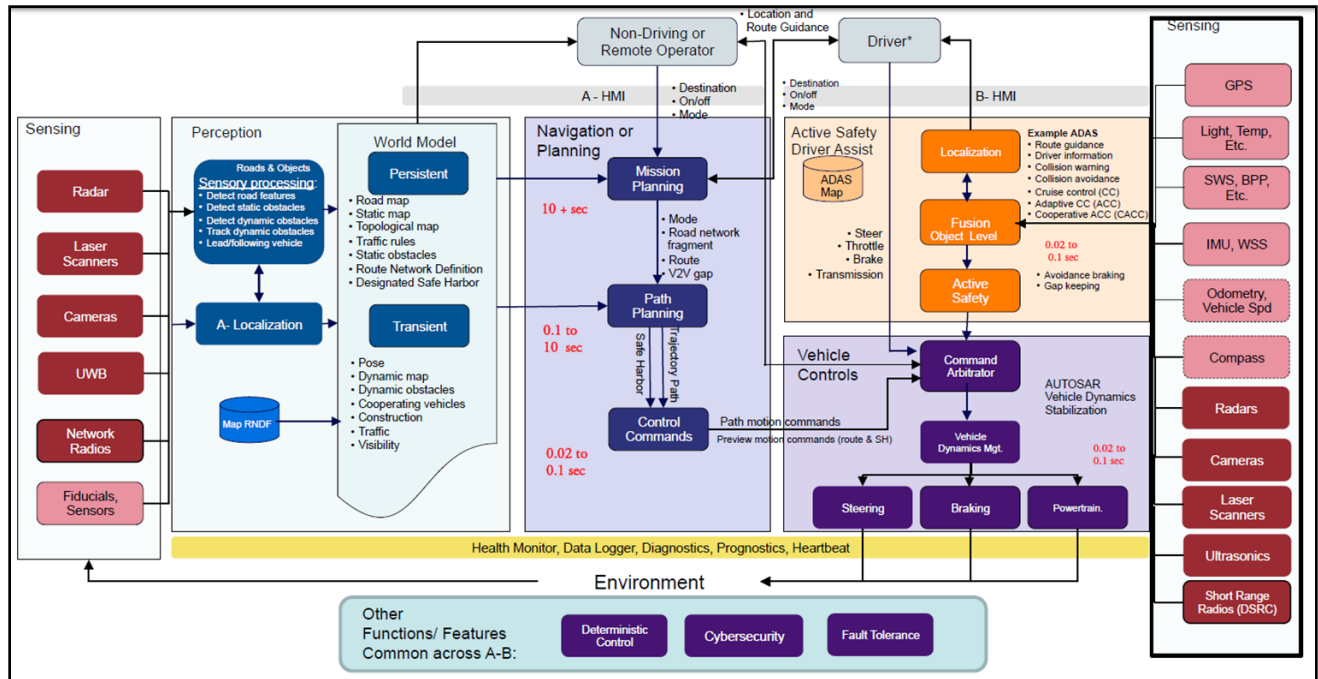 • Location and
Route Guidance
Non-Driving or
Remote Operator
Driver*
A - HMI
B- HMI
• Destination
• On/off
• Mode
• Destination
• On/off
• Mode
Sensing
Radar
Laser
Scanners
Cameras
UWB
Network
Radios
Fiducials,
Sensors
Perception
Roads & Objects
Sensory processing:
• Detect road features
• Detect static obstacles
• Detect dynamic obstacles
• Track dynamic obstacles
• Lead/following vehicle
A- Localization
Map RNDF
World Model
Persistent
• Road map
• Static map
• Topological map
• Traffic rules
• Static obstacles
• Route Network Definition
• Designated Safe Harbor
Transient
• Pose
• Dynamic map
• Dynamic obstacles
• Cooperating vehicles
• Construction
• Traffic
• Visibility
Navigation or
Planning
Mission
Planning
10 + sec
• Mode
• Road network
fragment
• Route
• V2V gap
Path
Planning
0.1 to
10 sec
Safe Harbor
Trajectory Path
Control
Commands
0.02 to
0.1 sec
Path motion commands
Preview motion commands (route & SH)
Active Safety
Driver Assist
ADAS
Map
Localization
Example ADAS
• Route guidance
• Driver information
• Collision warning
• Collision avoidance
• Cruise control (CC)
• Adaptive CC (ACC)
• Cooperative ACC (CACC)
Fusion
Object Level
• Steer
• Throttle
• Brake
• Transmission
0.02 to
0.1 sec
Active
Safety
• Avoidance braking
• Gap keeping
Vehicle
Controls
Command
Arbitrator
AUTOSAR
Vehicle Dynamics
Stabilization
Vehicle
Dynamics Mgt.
0.02 to
0.1 sec
Steering
Braking
Powertrain.
Sensing
GPS
Light, Temp,
Etc.
SWS, BPP,
Etc.
IMU, WSS
Odometry,
Vehicle Spd
Compass
Radars
Cameras
Laser
Scanners
Ultrasonics
Short Range
Radios (DSRC)
Health Monitor, Data Logger, Diagnostics, Prognostics, Heartbeat
Environment
Other
Functions/ Features
Common across A-B:
Deterministic
Control
Cybersecurity
Fault Tolerance